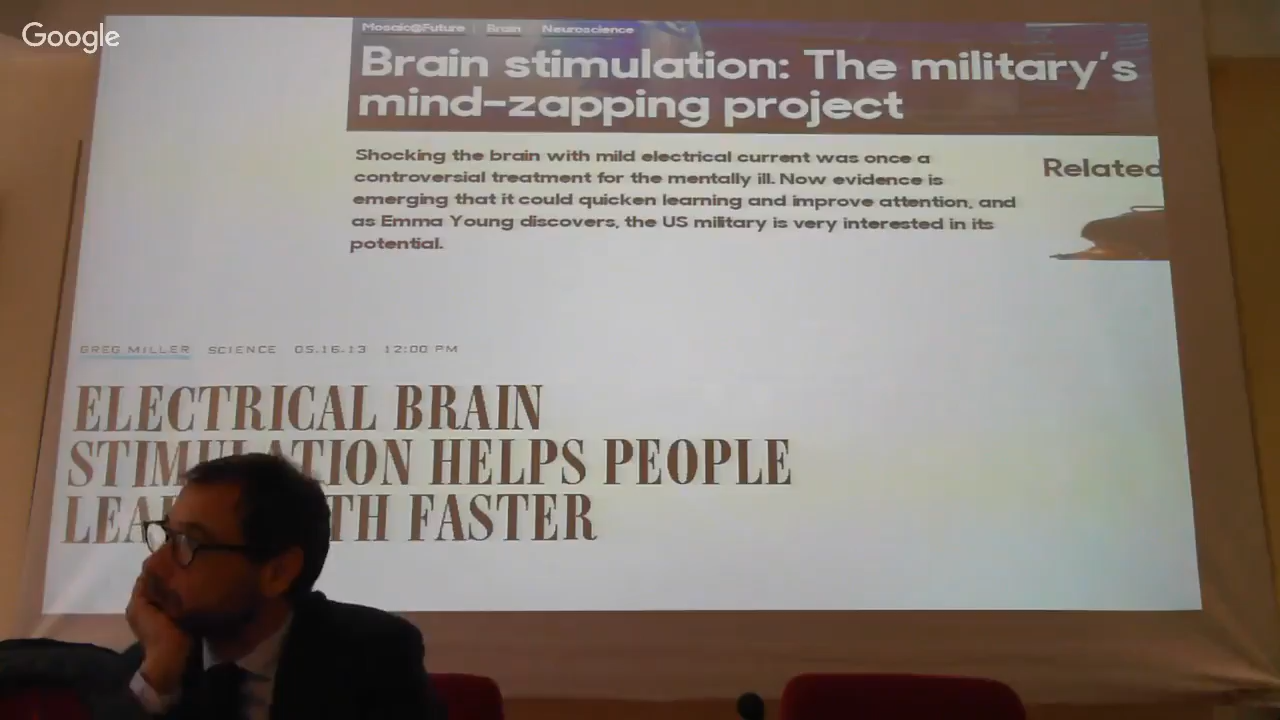 Google
Mosaic@Future | Brain Neuroscience
Brain stimulation: The military's
mind-zapping project
Shocking the brain with mild electrical current was once a
controversial treatment for the mentally ill. Now evidence is
emerging that it could quicken learning and improve attention, and
as Emma Young discovers, the US military is very interested in its
potential.
Related
GREG MILLER SCIENCE 05.16.13 12:00 PM
ELECTRICAL BRAIN
HELPS PEOPLE
FASTER